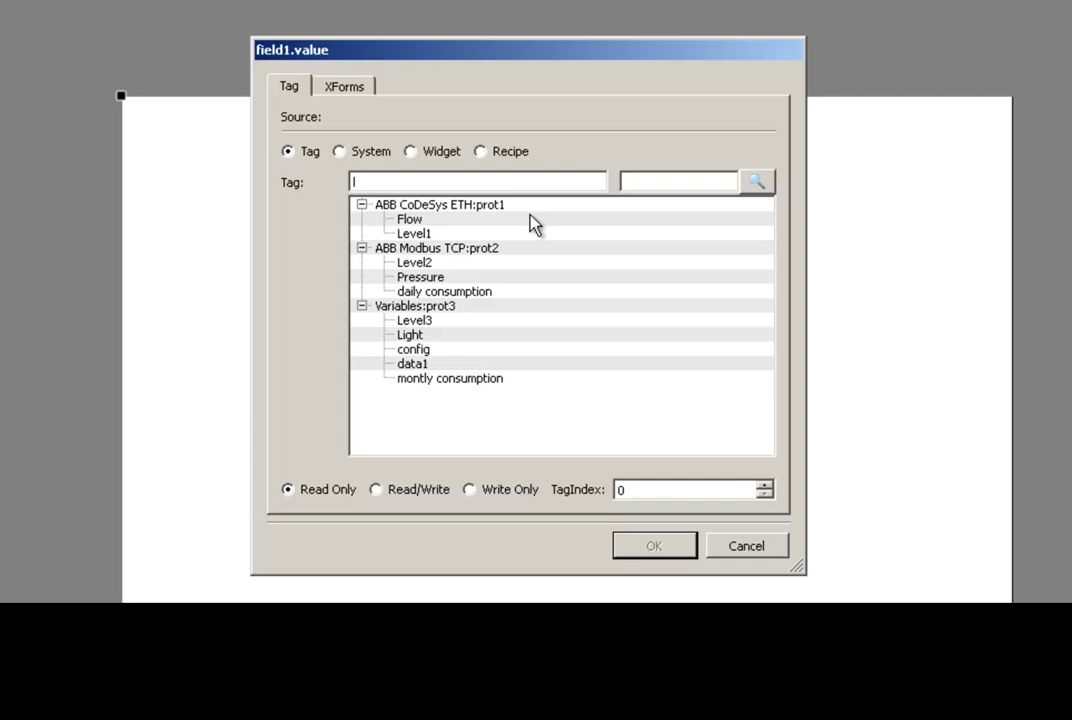 field1.value
Tag XForms
Source:
Tag System Widget Recipe
Tag:
ABB CoDeSys ETH:prot1
Flow
Level1
ABB Modbus TCP:prot2
Level2
Pressure
daily consumption
Variables:prot3
Level3
Light
config
data1
montly consumption
Read Only Read/Write Write Only TagIndex: 0
OK Cancel